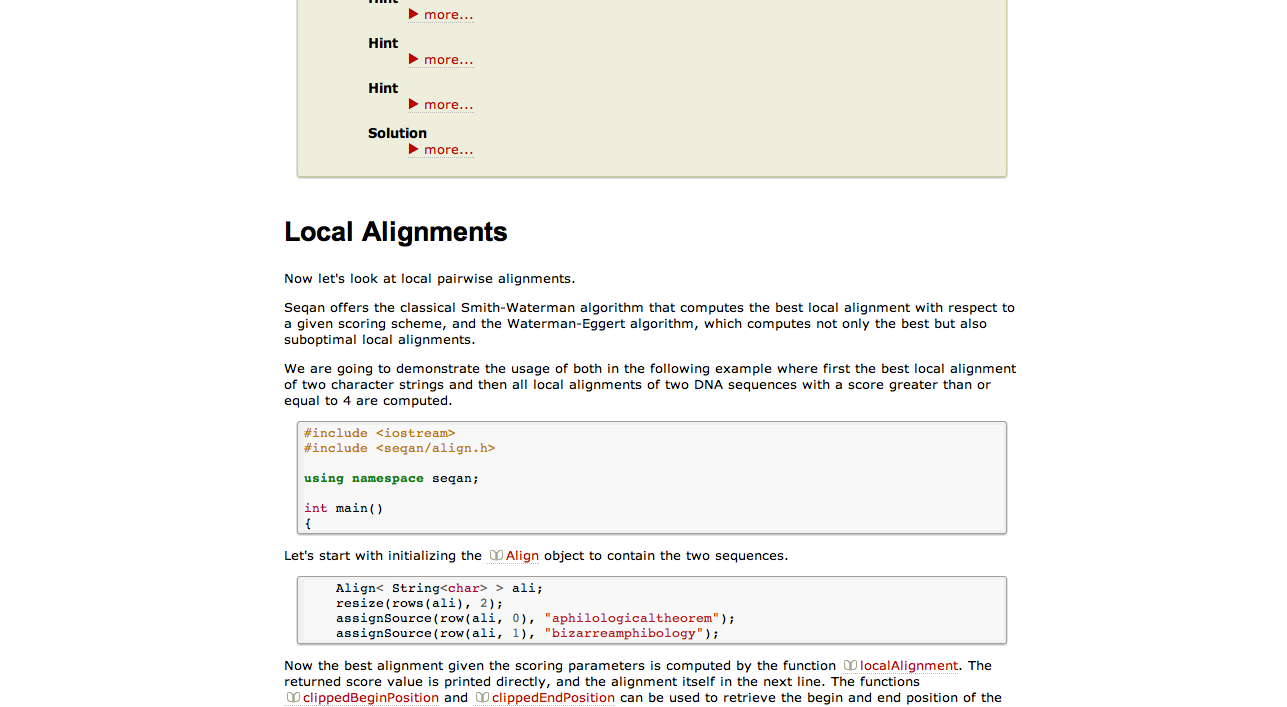 Hint
▶ more...
Hint
▶ more...
Hint
▶ more...
Solution
▶ more...
Local Alignments
Now let's look at local pairwise alignments.
Seqan offers the classical Smith-Waterman algorithm that computes the best local alignment with respect to
a given scoring scheme, and the Waterman-Eggert algorithm, which computes not only the best but also
suboptimal local alignments.
We are going to demonstrate the usage of both in the following example where first the best local alignment
of two character strings and then all local alignments of two DNA sequences with a score greater than or
equal to 4 are computed.
#include <iostream>
#include <seqan/align.h>
using namespace seqan;
int main()
{
Let's start with initializing the Align object to contain the two sequences.
Align< String<char> > ali;
resize(rows(ali), 2);
assignSource(row(ali, 0), "aphilologicaltheorem");
assignSource(row(ali, 1), "bizarreamphibology");
Now the best alignment given the scoring parameters is computed by the function localAlignment. The
returned score value is printed directly, and the alignment itself in the next line. The functions
clippedBeginPosition and clippedEndPosition can be used to retrieve the begin and end position of the